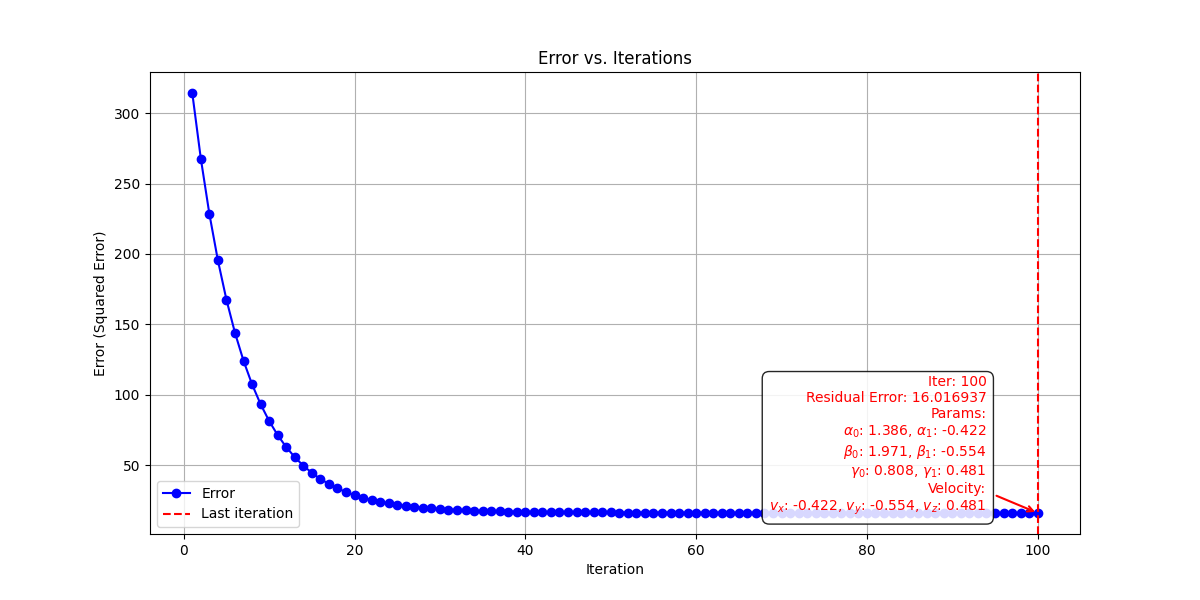 Error vs. Iterations
Error (Squared Error)
300
250
200
150
100
50
Iter: 100
Residual Error: 16.016937
Params:
α₀: 1.386, α₁: -0.422
β₀: 1.971, β₁: -0.554
γ₀: 0.808, γ₁: 0.481
Velocity:
vₓ: -0.422, vᵧ: -0.554, v_z: 0.481
Error
Last iteration
0 20 40 60 80 100
Iteration